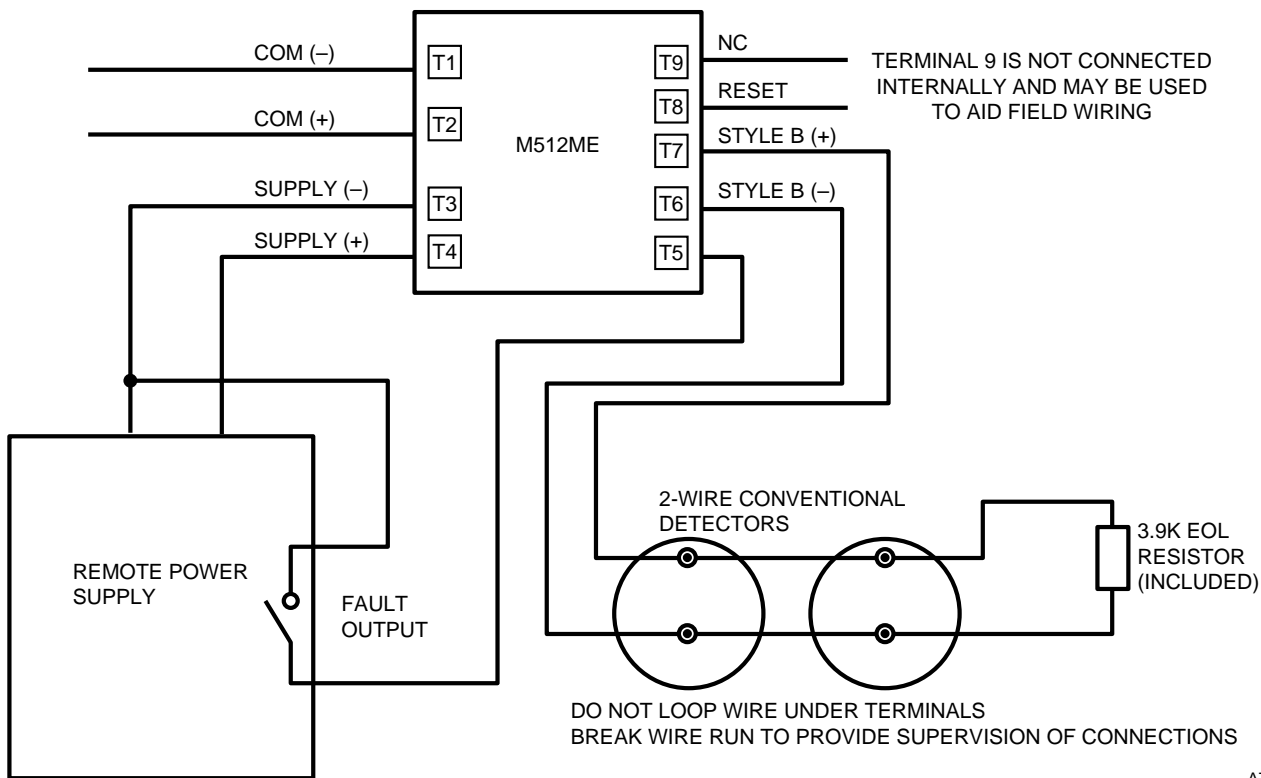 COM (–)
COM (+)
SUPPLY (–)
SUPPLY (+)
T1
T2
T3
T4
M512ME
T9
T8
T7
T6
T5
NC
RESET
STYLE B (+)
STYLE B (–)
TERMINAL 9 IS NOT CONNECTED
INTERNALLY AND MAY BE USED
TO AID FIELD WIRING
REMOTE POWER
SUPPLY
FAULT
OUTPUT
2-WIRE CONVENTIONAL
DETECTORS
3.9K EOL
RESISTOR
(INCLUDED)
DO NOT LOOP WIRE UNDER TERMINALS
BREAK WIRE RUN TO PROVIDE SUPERVISION OF CONNECTIONS